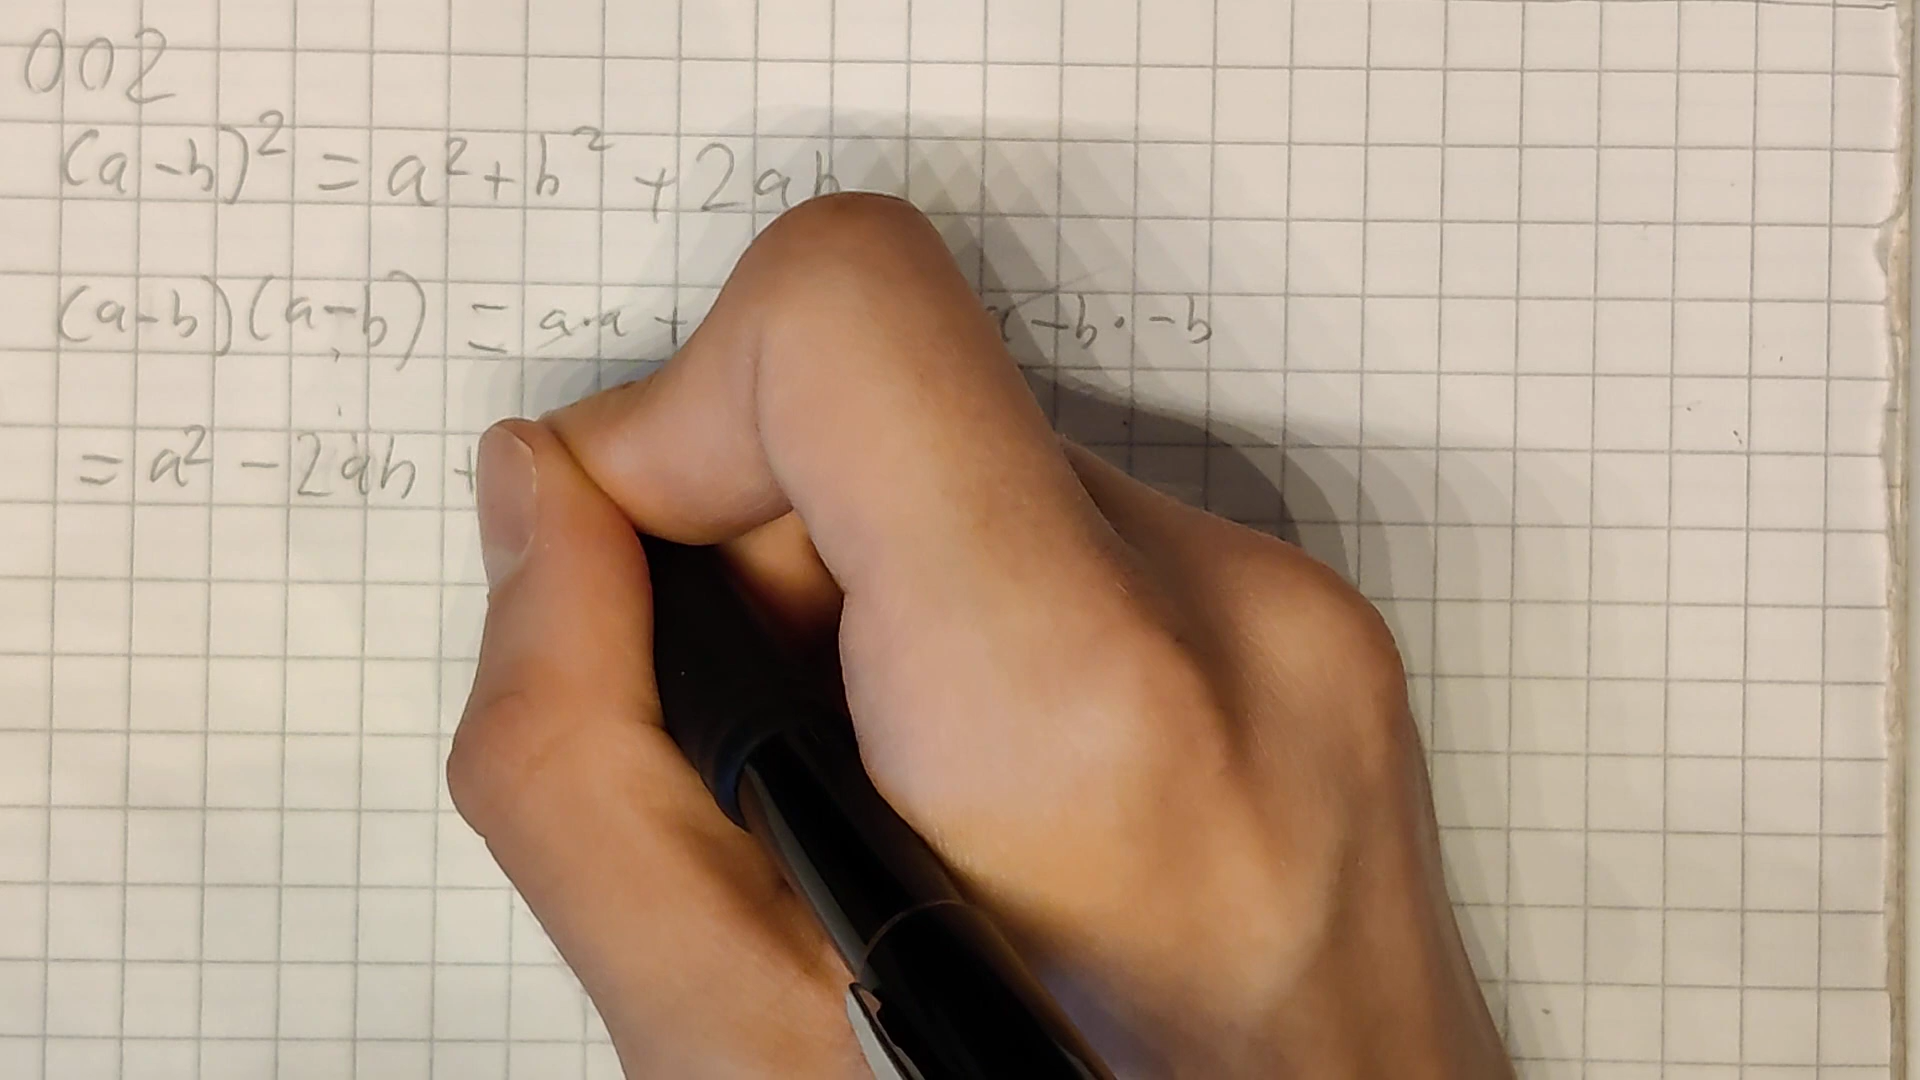 002
(a-b)² = a² + b² + 2ab
(a-b)(a-b) = a·a + -b· -b
= a² - 2ab +